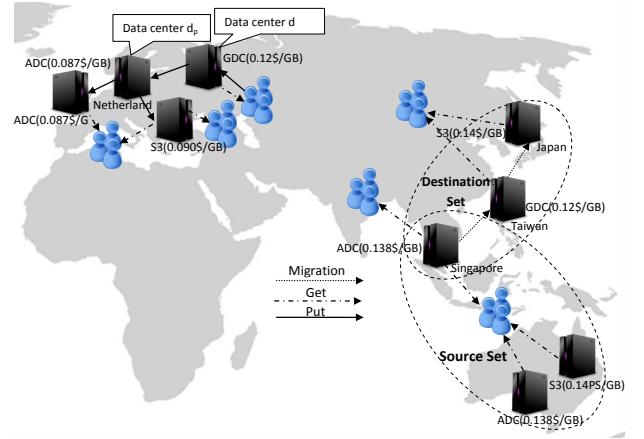 Data center dp
Data center d
ADC(0.087$/GB)
GDC(0.12$/GB)
Netherland
ADC(0.087$/G
S3(0.090$/GB)
S3(0.14$/GB)
Japan
Destination
Set
GDC(0.12$/GB)
Taiwan
ADC(0.138$/GB)
Singapore
Migration
Get
Put
Source Set
S3(0.14PS/GB)
ADC(0.138$/GB)